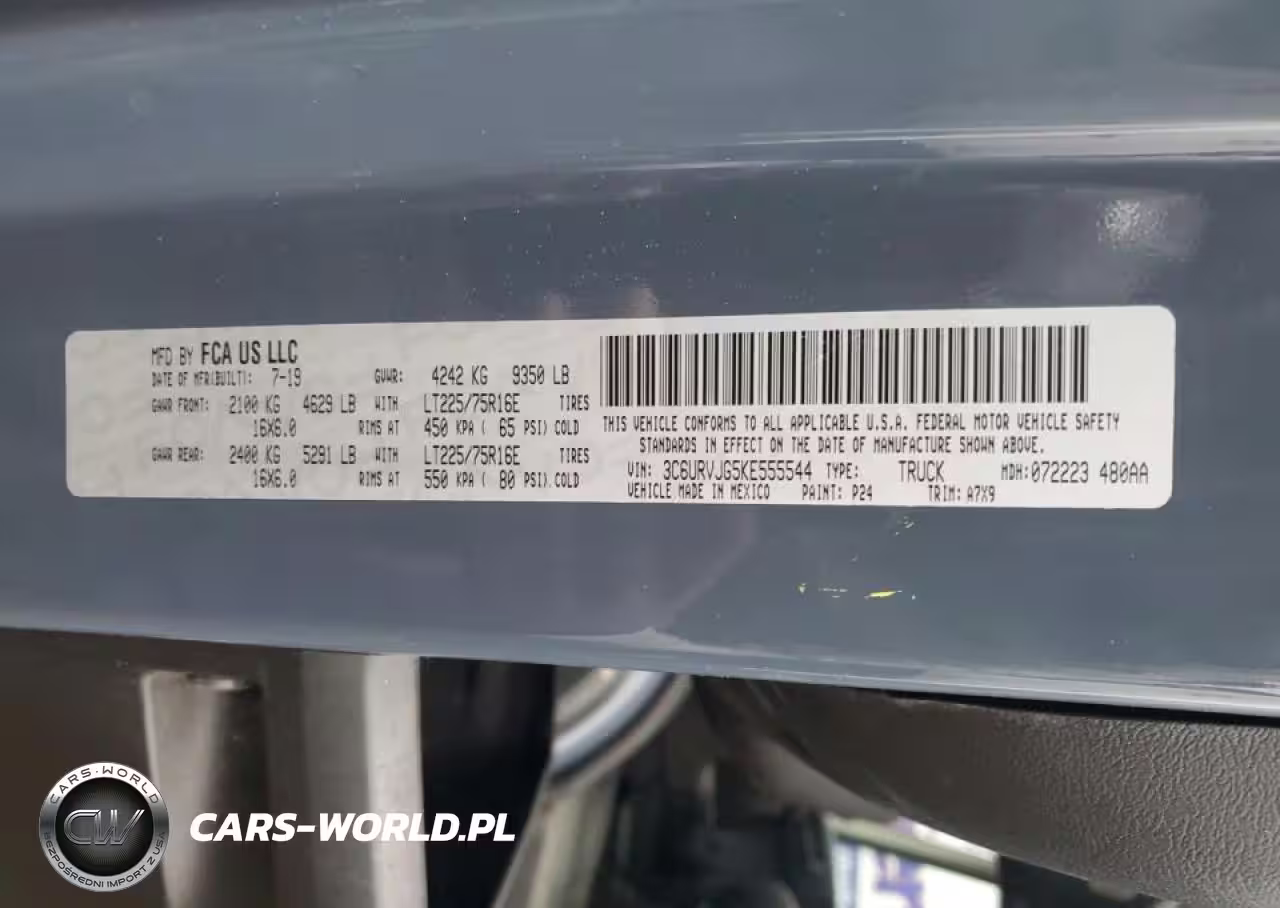 MFD BY FCA US LLC
DATE OF MFR(BUILT): 7-19 GVWR: 4242 KG 9350 LB
GAWR FRONT: 2100 KG 4629 LB WITH LT225/75R16E TIRES
16X6.0 RIMS AT 450 KPA ( 65 PSI) COLD
GAWR REAR: 2400 KG 5291 LB WITH LT225/75R16E TIRES
16X6.0 RIMS AT 550 KPA ( 80 PSI) COLD
THIS VEHICLE CONFORMS TO ALL APPLICABLE U.S.A. FEDERAL MOTOR VEHICLE SAFETY
STANDARDS IN EFFECT ON THE DATE OF MANUFACTURE SHOWN ABOVE.
VIN: 3C6URVJG5KE555544 TYPE: TRUCK MDH:072223 480AA
VEHICLE MADE IN MEXICO PAINT: P24 TRIM: A7X9
CARS-WORLD
CW
BEZPOŚREDNI IMPORT Z USA
CARS-WORLD.PL